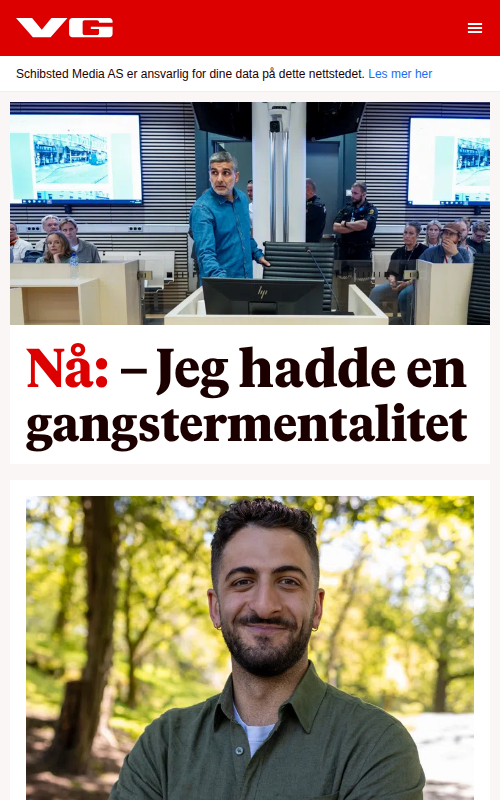 VG
Schibsted Media AS er ansvarlig for dine data på dette nettstedet. Les mer her
hp
Nå: – Jeg hadde en
gangstermentalitet